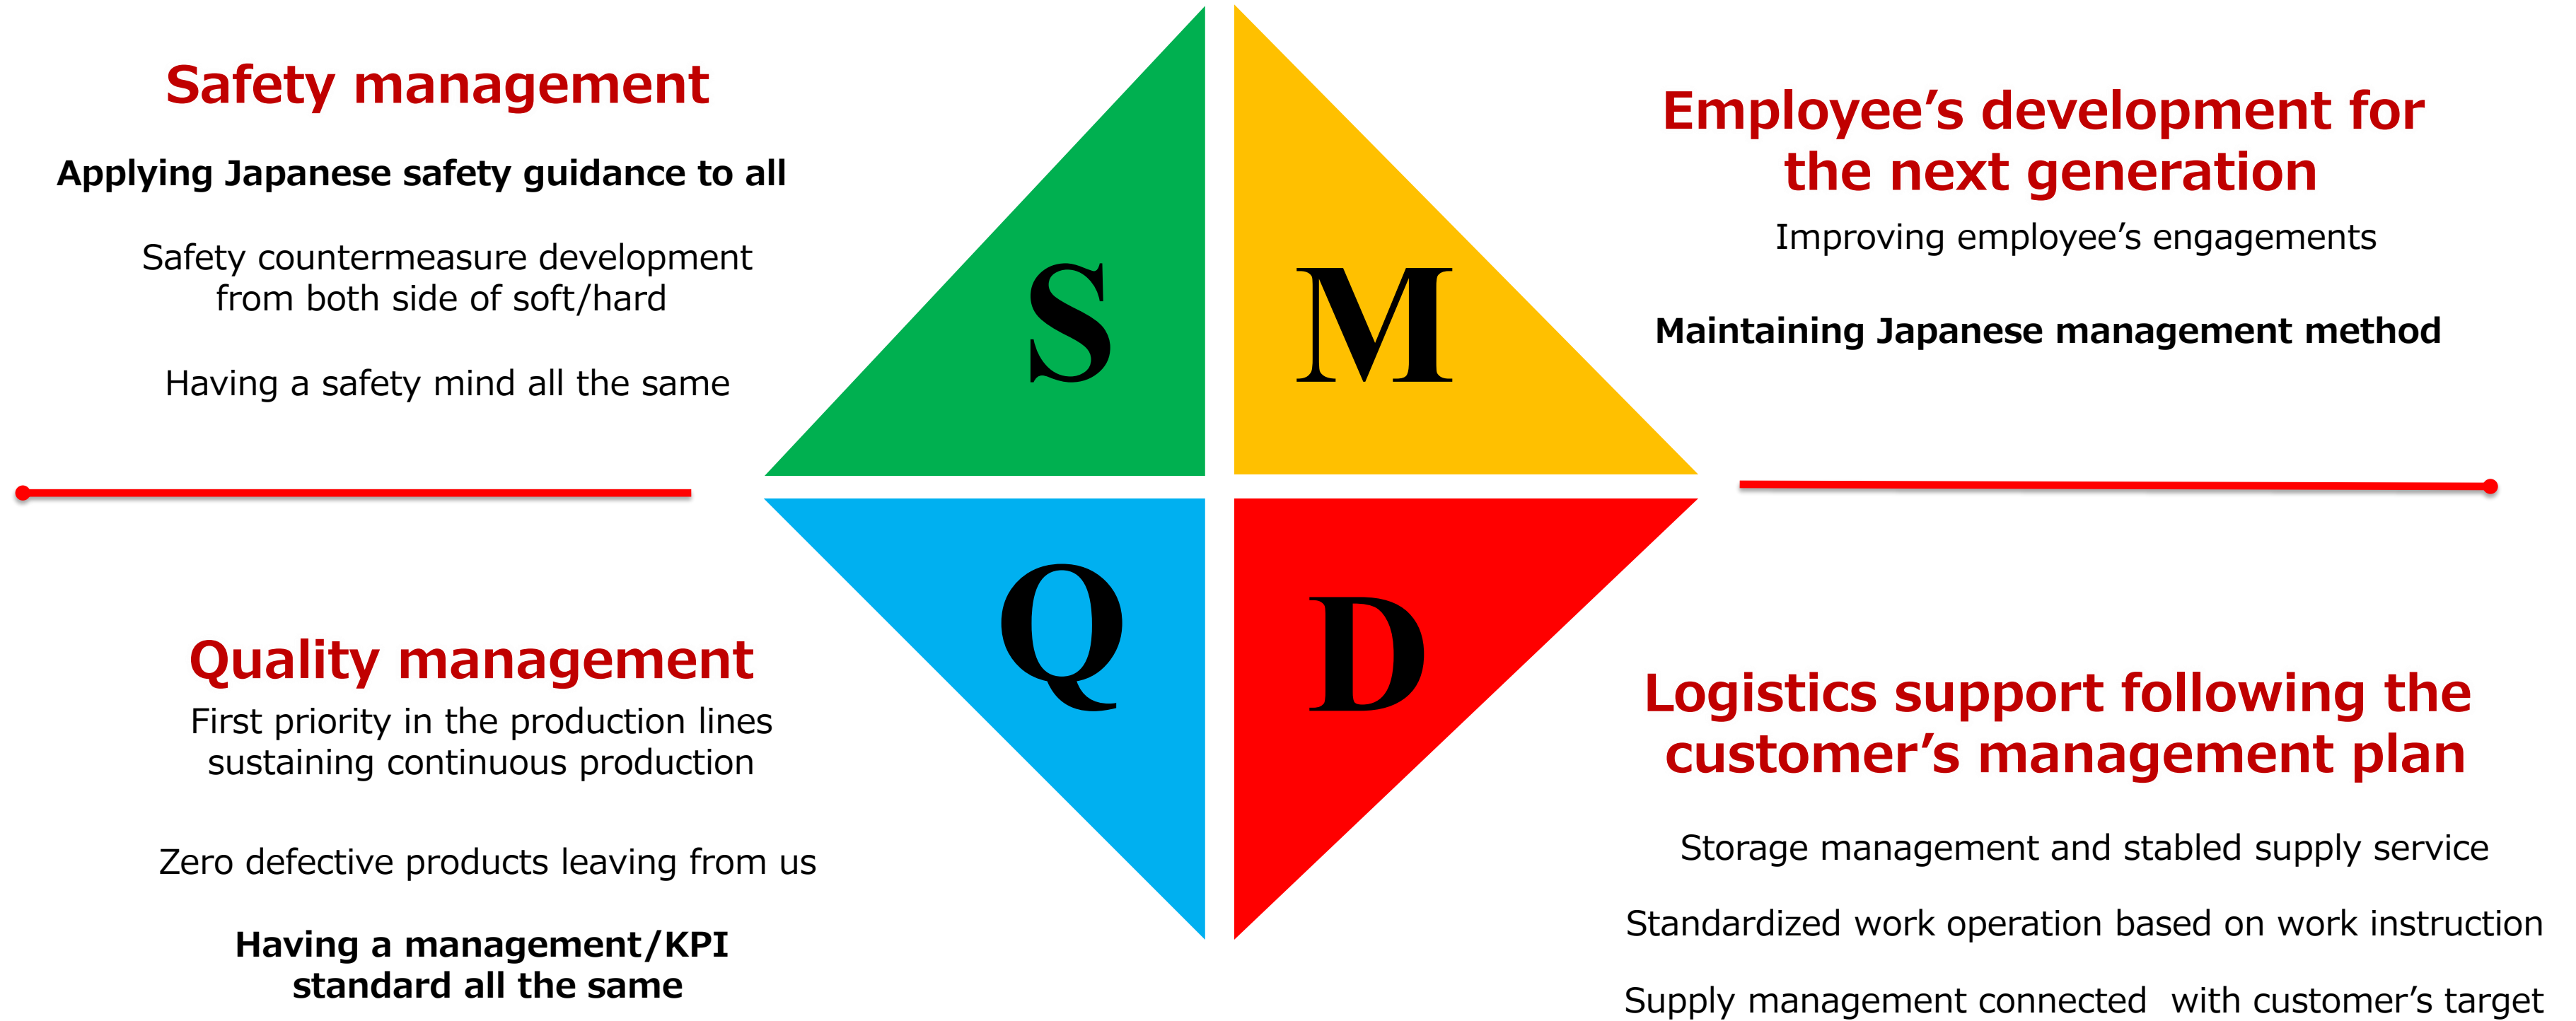 Safety management
Applying Japanese safety guidance to all
Safety countermeasure development
from both side of soft/hard
Having a safety mind all the same
S
M
Employee’s development for
the next generation
Improving employee’s engagements
Maintaining Japanese management method
Quality management
First priority in the production lines
sustaining continuous production
Zero defective products leaving from us
Having a management/KPI
standard all the same
Q
D
Logistics support following the
customer’s management plan
Storage management and stabled supply service
Standardized work operation based on work instruction
Supply management connected  with customer’s target